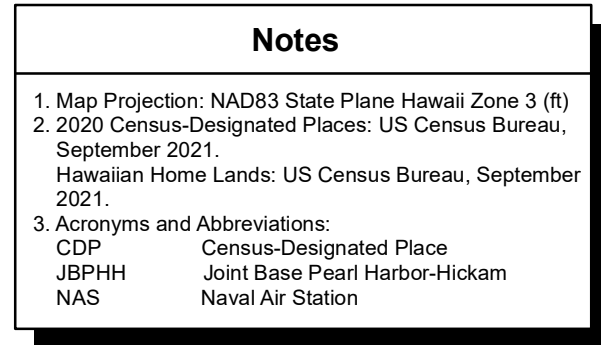 Notes
1. Map Projection: NAD83 State Plane Hawaii Zone 3 (ft)
2. 2020 Census-Designated Places: US Census Bureau,
September 2021.
Hawaiian Home Lands: US Census Bureau, September
2021.
3. Acronyms and Abbreviations:
CDP Census-Designated Place
JBPHH Joint Base Pearl Harbor-Hickam
NAS Naval Air Station